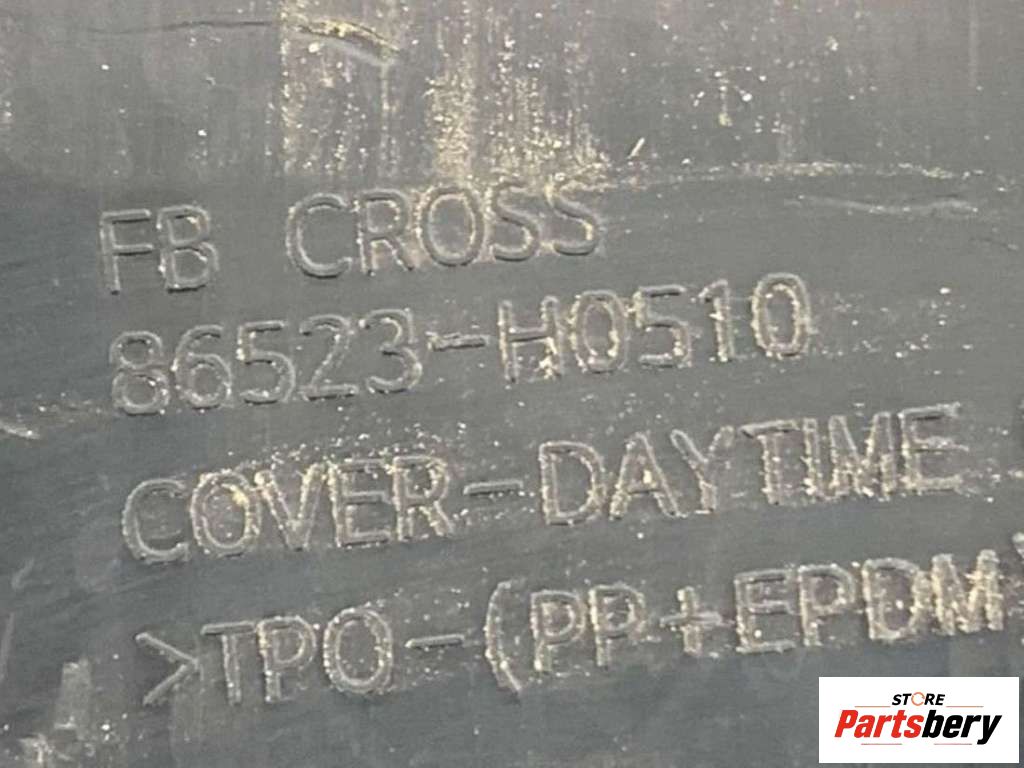 FB CROSS
86523-H0510
COVER-DAYTIME
>TPO-(PP+EPDM)
STORE
Partsbery